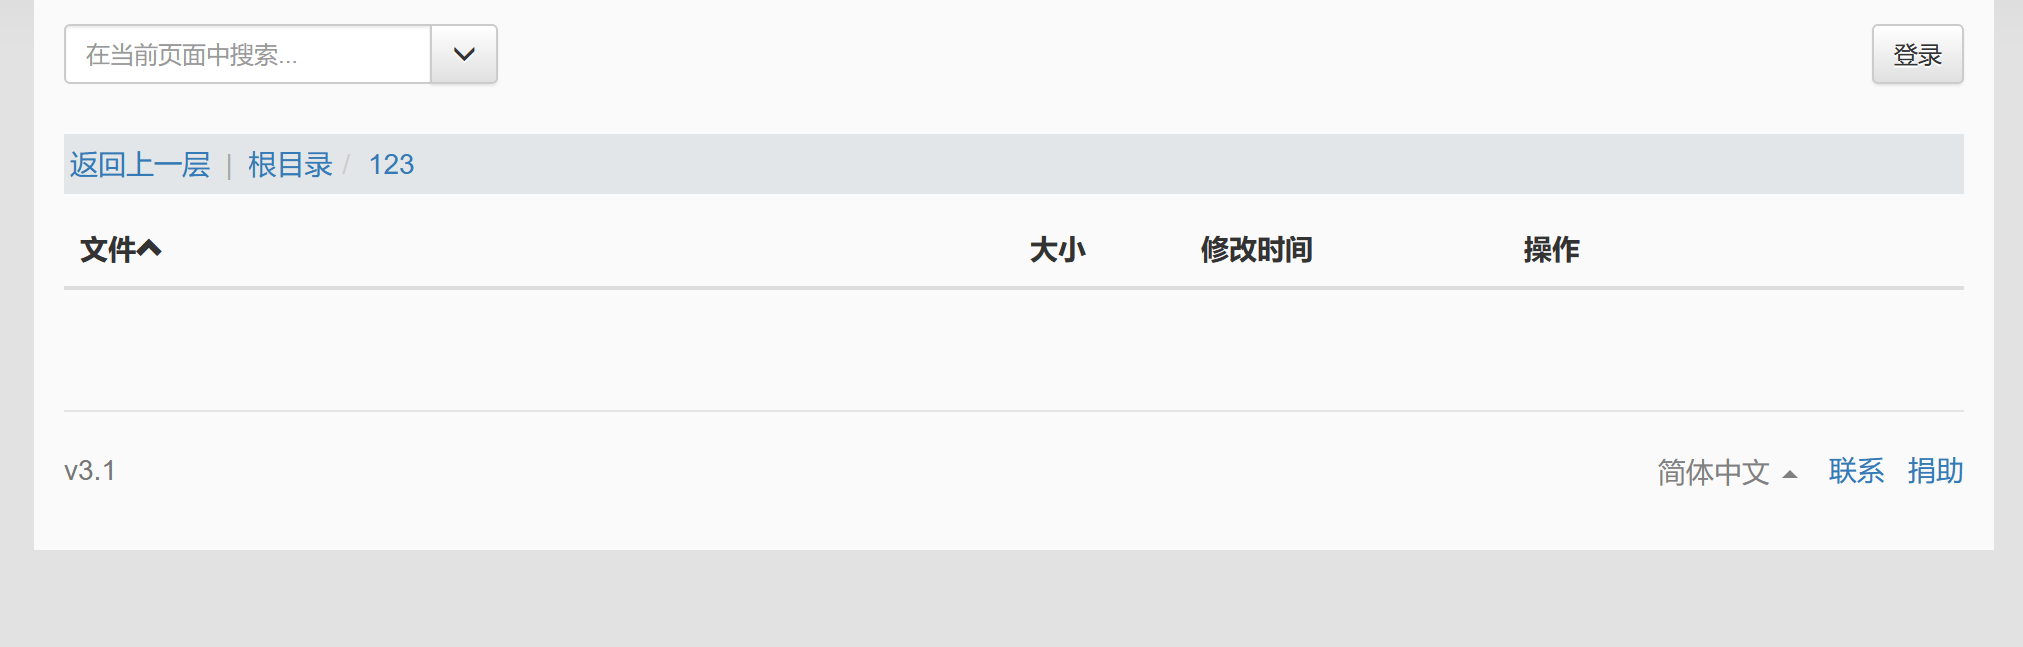 在当前页面中搜索... 登录
返回上一层 | 根目录 / 123
文件 大小 修改时间 操作
v3.1 简体中文 联系 捐助